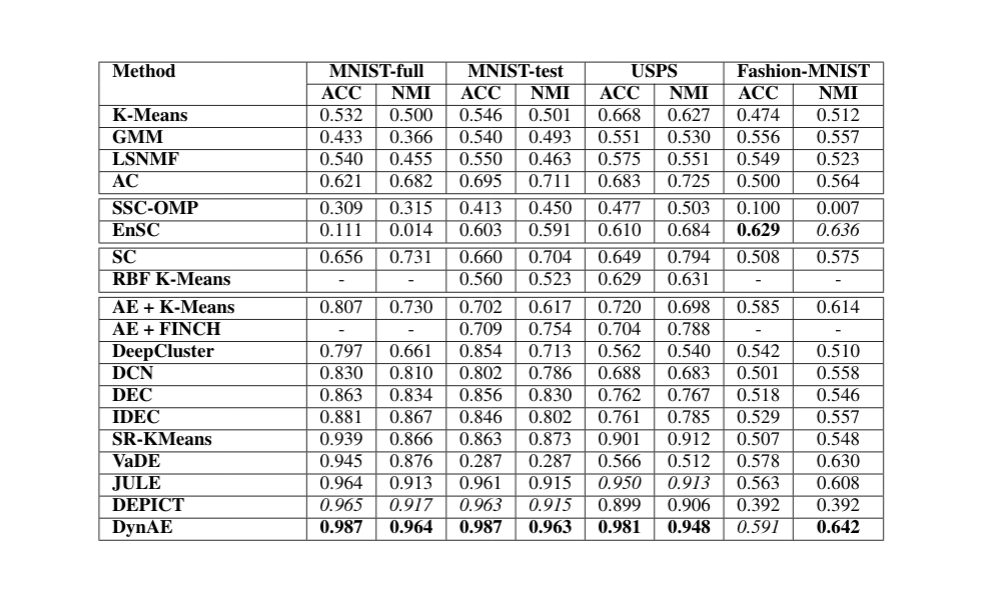 Method MNIST-full MNIST-test USPS Fashion-MNIST
ACC NMI ACC NMI ACC NMI ACC NMI
K-Means 0.532 0.500 0.546 0.501 0.668 0.627 0.474 0.512
GMM 0.433 0.366 0.540 0.493 0.551 0.530 0.556 0.557
LSNMF 0.540 0.455 0.550 0.463 0.575 0.551 0.549 0.523
AC 0.621 0.682 0.695 0.711 0.683 0.725 0.500 0.564
SSC-OMP 0.309 0.315 0.413 0.450 0.477 0.503 0.100 0.007
EnSC 0.111 0.014 0.603 0.591 0.610 0.684 0.629 0.636
SC 0.656 0.731 0.660 0.704 0.649 0.794 0.508 0.575
RBF K-Means - - 0.560 0.523 0.629 0.631 - -
AE + K-Means 0.807 0.730 0.702 0.617 0.720 0.698 0.585 0.614
AE + FINCH - - 0.709 0.754 0.704 0.788 - -
DeepCluster 0.797 0.661 0.854 0.713 0.562 0.540 0.542 0.510
DCN 0.830 0.810 0.802 0.786 0.688 0.683 0.501 0.558
DEC 0.863 0.834 0.856 0.830 0.762 0.767 0.518 0.546
IDEC 0.881 0.867 0.846 0.802 0.761 0.785 0.529 0.557
SR-KMeans 0.939 0.866 0.863 0.873 0.901 0.912 0.507 0.548
VaDE 0.945 0.876 0.287 0.287 0.566 0.512 0.578 0.630
JULE 0.964 0.913 0.961 0.915 0.950 0.913 0.563 0.608
DEPICT 0.965 0.917 0.963 0.915 0.899 0.906 0.392 0.392
DynAE 0.987 0.964 0.987 0.963 0.981 0.948 0.591 0.642